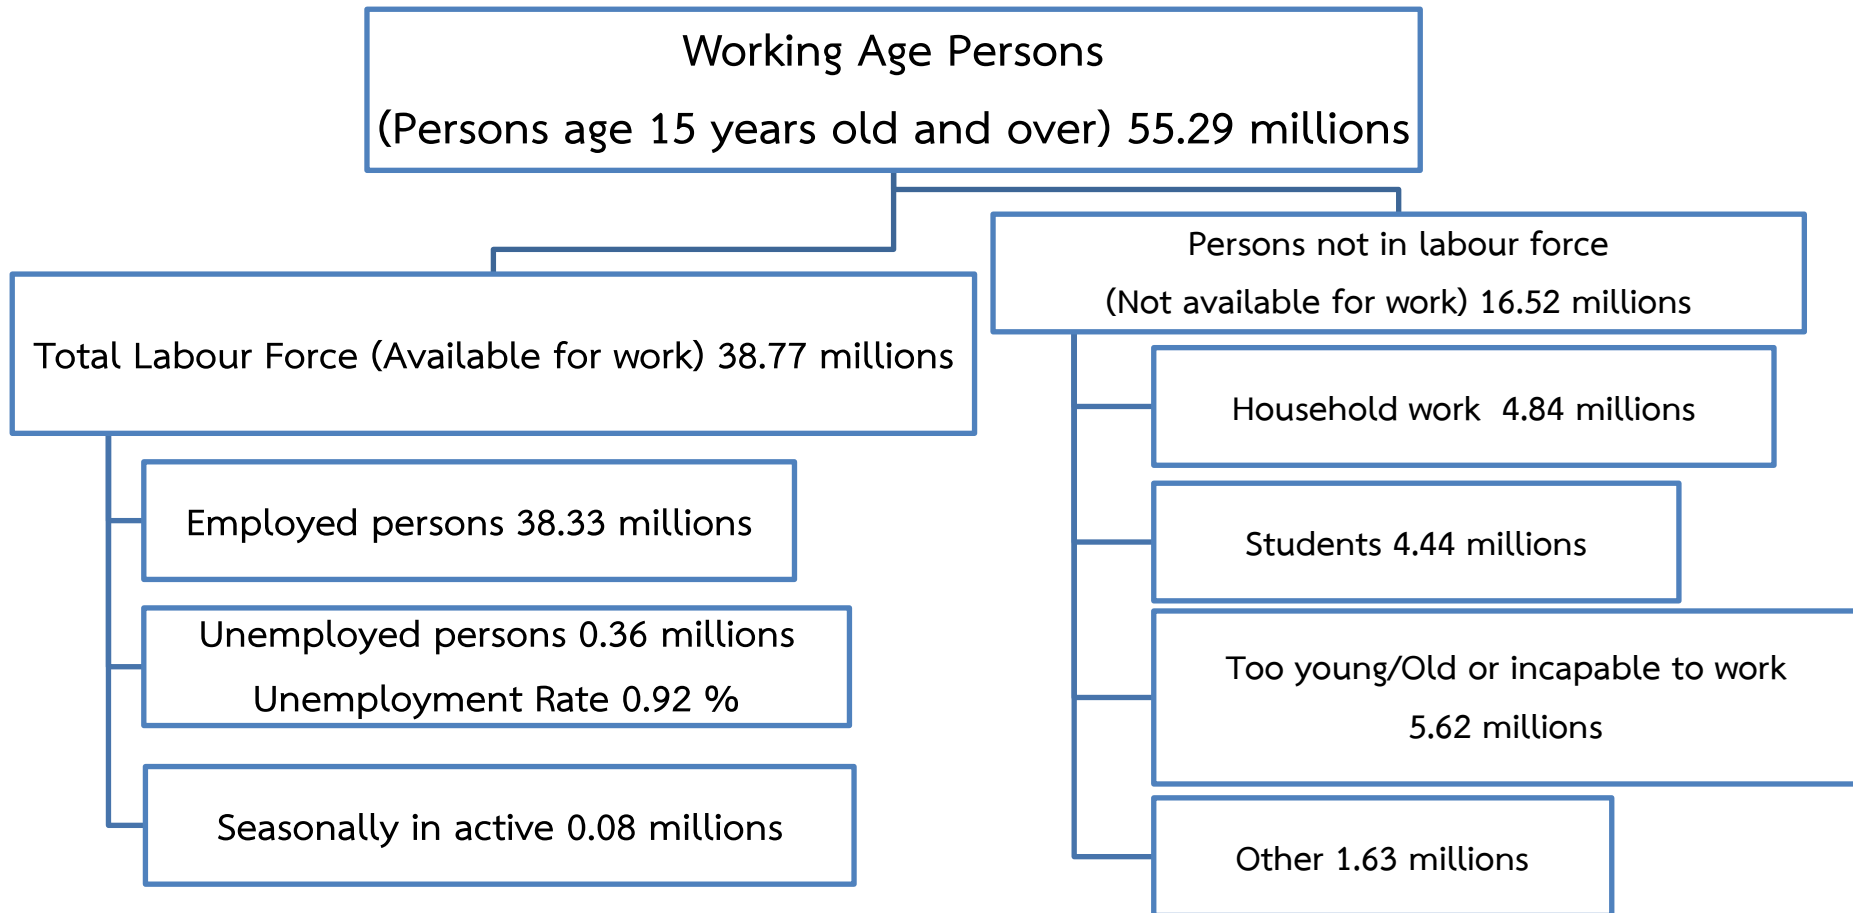 Working Age Persons
(Persons age 15 years old and over) 55.29 millions
Total Labour Force (Available for work) 38.77 millions
Employed persons 38.33 millions
Unemployed persons 0.36 millions
Unemployment Rate 0.92 %
Seasonally in active 0.08 millions
Persons not in labour force
(Not available for work) 16.52 millions
Household work  4.84 millions
Students 4.44 millions
Too young/Old or incapable to work
5.62 millions
Other 1.63 millions